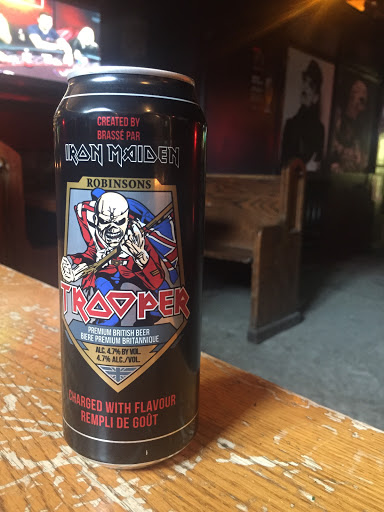 CREATED BY
BRASSÉ PAR
IRON MAIDEN
ROBINSONS
TROOPER
PREMIUM BRITISH BEER
BIÈRE PREMIUM BRITANNIQUE
ALC. 4.7% BY VOL.
4.7% ALC./VOL.
CHARGED WITH FLAVOUR
REMPLI DE GOÛT